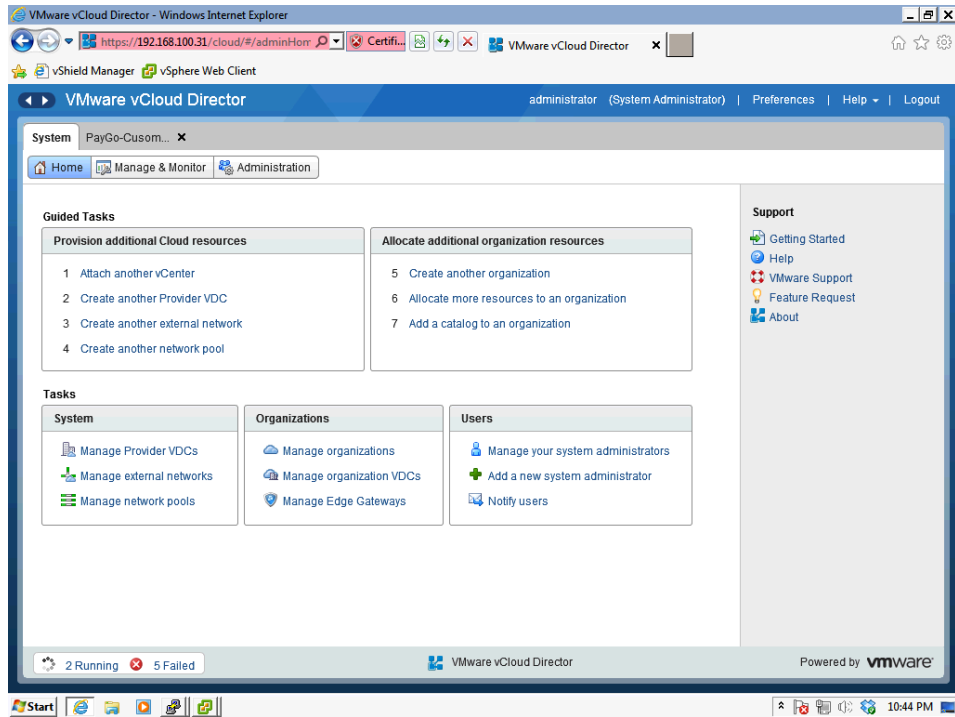 VMware vCloud Director - Windows Internet Explorer
https://192.168.100.31/cloud/#/adminHom Certifi... VMware vCloud Director
vShield Manager vSphere Web Client
VMware vCloud Director administrator (System Administrator) | Preferences | Help | Logout
System PayGo-Cusom...
Home Manage & Monitor Administration
Guided Tasks
Provision additional Cloud resources
1 Attach another vCenter
2 Create another Provider VDC
3 Create another external network
4 Create another network pool
Allocate additional organization resources
5 Create another organization
6 Allocate more resources to an organization
7 Add a catalog to an organization
Tasks
System
Manage Provider VDCs
Manage external networks
Manage network pools
Organizations
Manage organizations
Manage organization VDCs
Manage Edge Gateways
Users
Manage your system administrators
Add a new system administrator
Notify users
Support
Getting Started
Help
VMware Support
Feature Request
About
2 Running 5 Failed VMware vCloud Director Powered by vmware
Start 10:44 PM